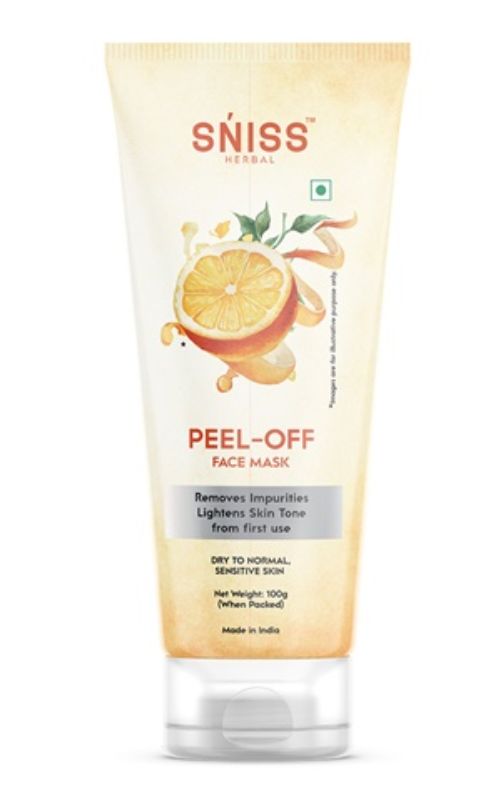 SŃISS™
HERBAL
*Images are for illustrative purpose only.
*
PEEL-OFF
FACE MASK
Removes Impurities
Lightens Skin Tone
from first use
DRY TO NORMAL,
SENSITIVE SKIN
Net Weight: 100g
(When Packed)
Made in India